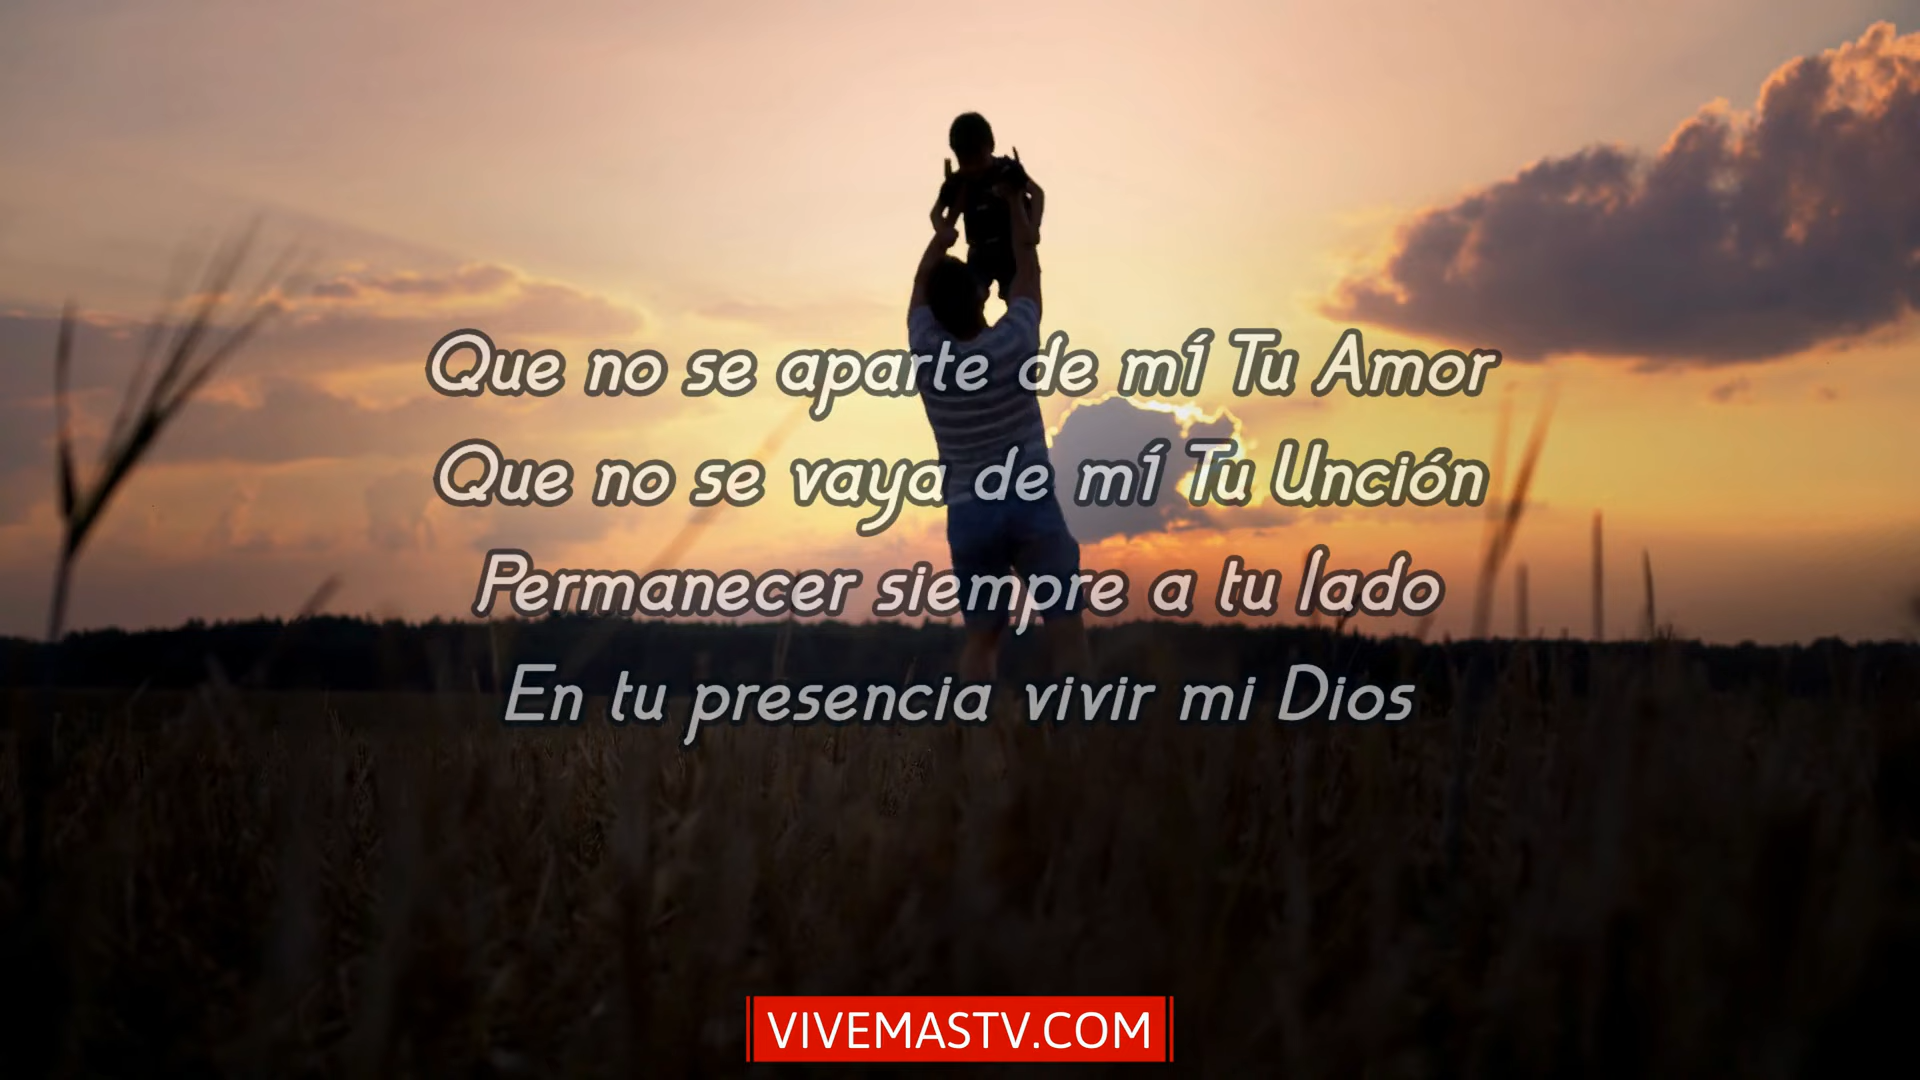 Que no se aparte de mí Tu Amor
Que no se vaya de mí Tu Unción
Permanecer siempre a tu lado
En tu presencia vivir mi Dios
VIVEMASTV.COM